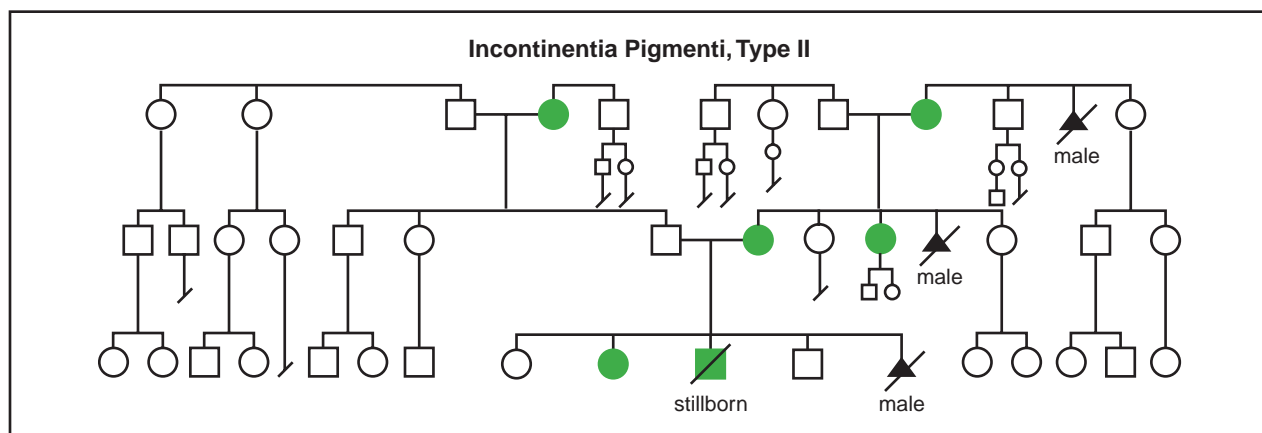 Incontinentia Pigmenti, Type II
male
male
stillborn
male